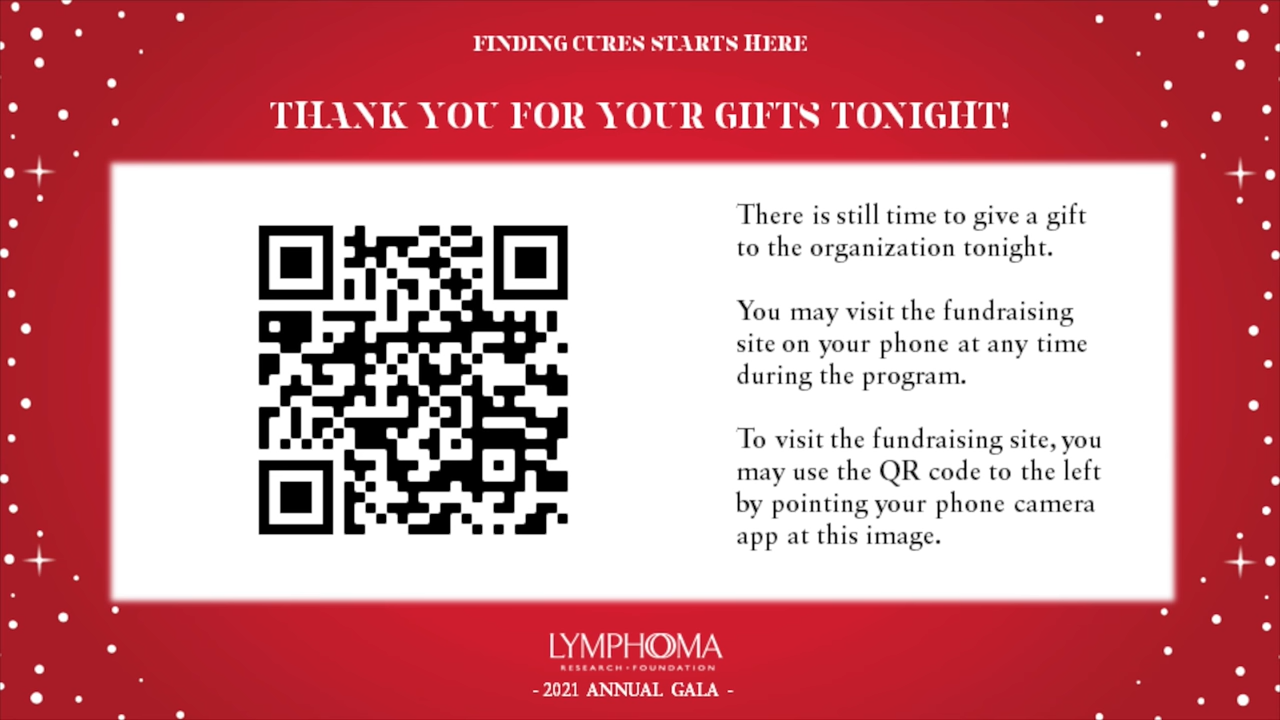 FINDING CURES STARTS HERE
THANK YOU FOR YOUR GIFTS TONIGHT!
There is still time to give a gift
to the organization tonight.
You may visit the fundraising
site on your phone at any time
during the program.
To visit the fundraising site, you
may use the QR code to the left
by pointing your phone camera
app at this image.
LYMPHOMA
RESEARCH • FOUNDATION
- 2021 ANNUAL GALA -